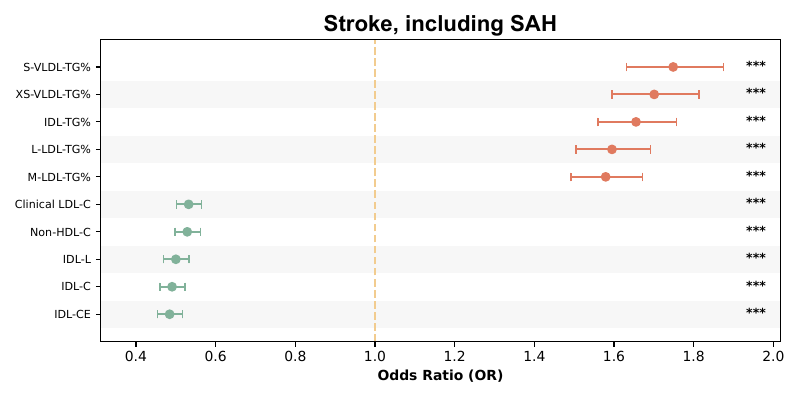 Stroke, including SAH
S-VLDL-TG% ***
XS-VLDL-TG% ***
IDL-TG% ***
L-LDL-TG% ***
M-LDL-TG% ***
Clinical LDL-C ***
Non-HDL-C ***
IDL-L ***
IDL-C ***
IDL-CE ***
0.4 0.6 0.8 1.0 1.2 1.4 1.6 1.8 2.0
Odds Ratio (OR)